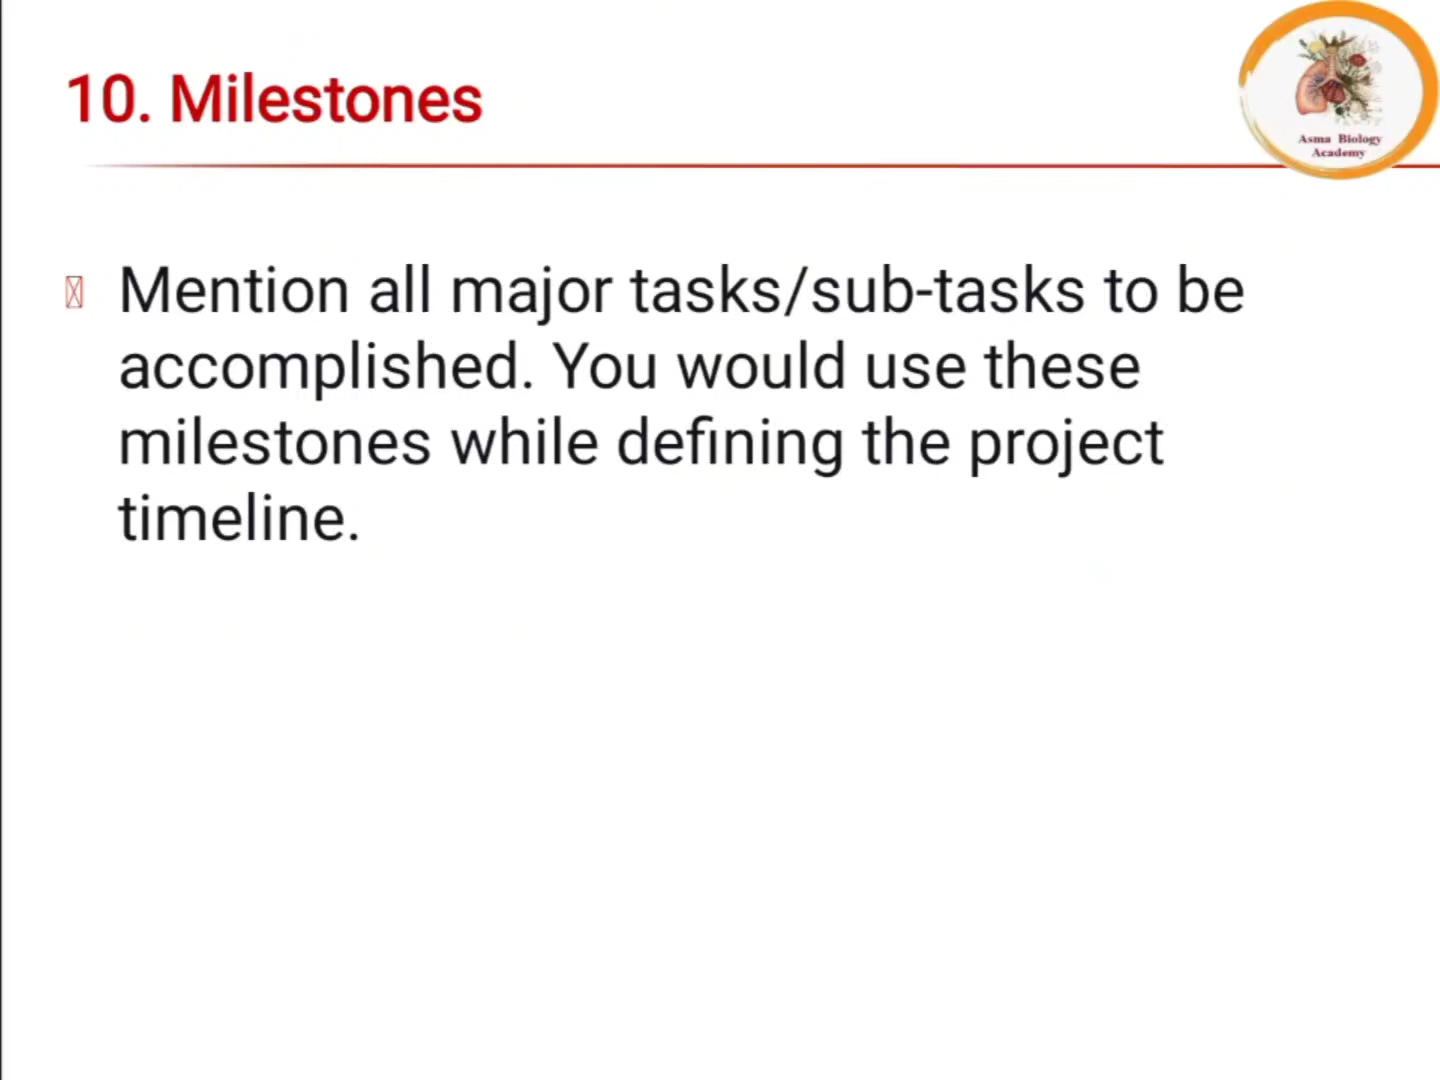 10. Milestones
Asma Biology
Academy
Mention all major tasks/sub-tasks to be
accomplished. You would use these
milestones while defining the project
timeline.